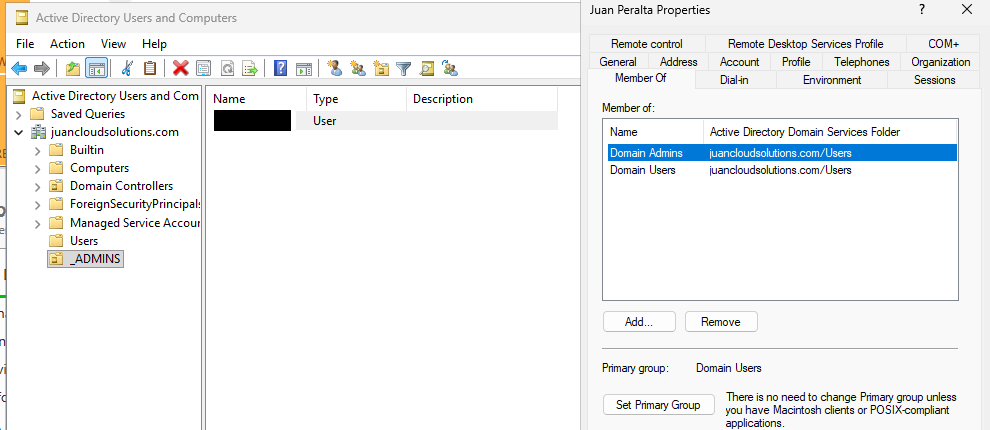 Active Directory Users and Computers
File Action View Help
Active Directory Users and Com
Saved Queries
juancloudsolutions.com
Builtin
Computers
Domain Controllers
ForeignSecurityPrincipals
Managed Service Accour
Users
_ADMINS
Name Type Description
User
Juan Peralta Properties
?
Remote control Remote Desktop Services Profile COM+
General Address Account Profile Telephones Organization
Member Of Dial-in Environment Sessions
Member of:
Name Active Directory Domain Services Folder
Domain Admins juancloudsolutions.com/Users
Domain Users juancloudsolutions.com/Users
Add... Remove
Primary group: Domain Users
Set Primary Group
There is no need to change Primary group unless
you have Macintosh clients or POSIX-compliant
applications.